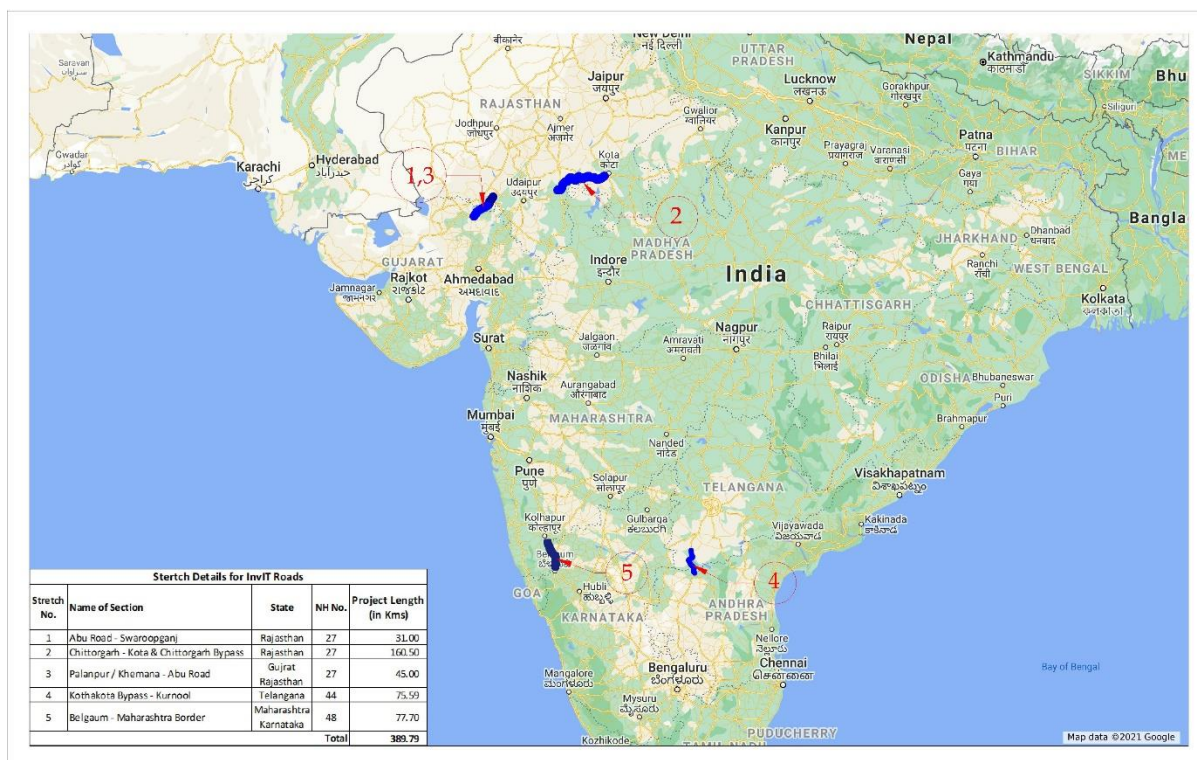 Nepal
New Delhi
नई दिल्ली
बीकानेर
UTTAR
PRADESH
Kathmandu
काठमाडौं
SIKKIM
Bhu
Saravan
Jaipur
जयपुर
Lucknow
लखनऊ
Gorakhpur
गोरखपुर
Siliguri
RAJASTHAN
Jodhpur
जोधपुर
Ajmer
अजमेर
Gwalior
ग्वालियर
Kanpur
कानपुर
Patna
पटना
BIHAR
ME
Gwadar
گوادر
Karachi
کراچی
Hyderabad
حیدرآباد
Kota
कोटा
Prayagraj
प्रयागराज
Varanasi
वाराणसी
Gaya
गया
1,3
Udaipur
उदयपुर
2
Bangla
MADHYA
PRADESH
JHARKHAND
Dhanbad
धनबाद
Ranchi
राँची
WEST BENGAL
GUJARAT
Indore
इन्दौर
India
Rajkot
રાજકોટ
Ahmedabad
અમદાવાદ
Jamnagar
જામનગર
Kolkata
কলকাতা
CHHATTISGARH
Surat
Jalgaon
जळगाव
Amravati
अमरावती
Nagpur
नागपुर
Raipur
रायपुर
Bhilai
भिलाई
Nashik
नाशिक
Aurangabad
औरंगाबाद
ODISHA
Bhubaneswar
Puri
Mumbai
मुंबई
MAHARASHTRA
Brahmapur
Nanded
नांदेड
Pune
पुणे
Solapur
सोलापूर
TELANGANA
Visakhapatnam
విశాఖపట్నం
Kolhapur
कोल्हापूर
Gulbarga
ಕಲಬುರಗಿ
Vijayawada
విజయవాడ
Kakinada
కాకినాడ
Belgaum
5
4
GOA
Hubli
ಹುಬ್ಬಳ್ಳಿ
KARNATAKA
ANDHRA
PRADESH
Nellore
నెల్లూరు
Bengaluru
ಬೆಂಗಳೂರು
Chennai
சென்னை
Mangalore
ಮಂಗಳೂರು
Mysuru
ಮೈಸೂರು
Bay of Bengal
Kozhikode
TAMIL NADU
PUDUCHERRY
Map data ©2021 Google
Stertch Details for InvIT Roads
Stretch No. Name of Section State NH No. Project Length (in Kms)
1 Abu Road - Swaroopganj Rajasthan 27 31.00
2 Chittorgarh - Kota & Chittorgarh Bypass Rajasthan 27 160.50
3 Palanpur / Khemana - Abu Road Gujrat Rajasthan 27 45.00
4 Kothakota Bypass - Kurnool Telangana 44 75.59
5 Belgaum - Maharashtra Border Maharashtra Karnataka 48 77.70
Total 389.79